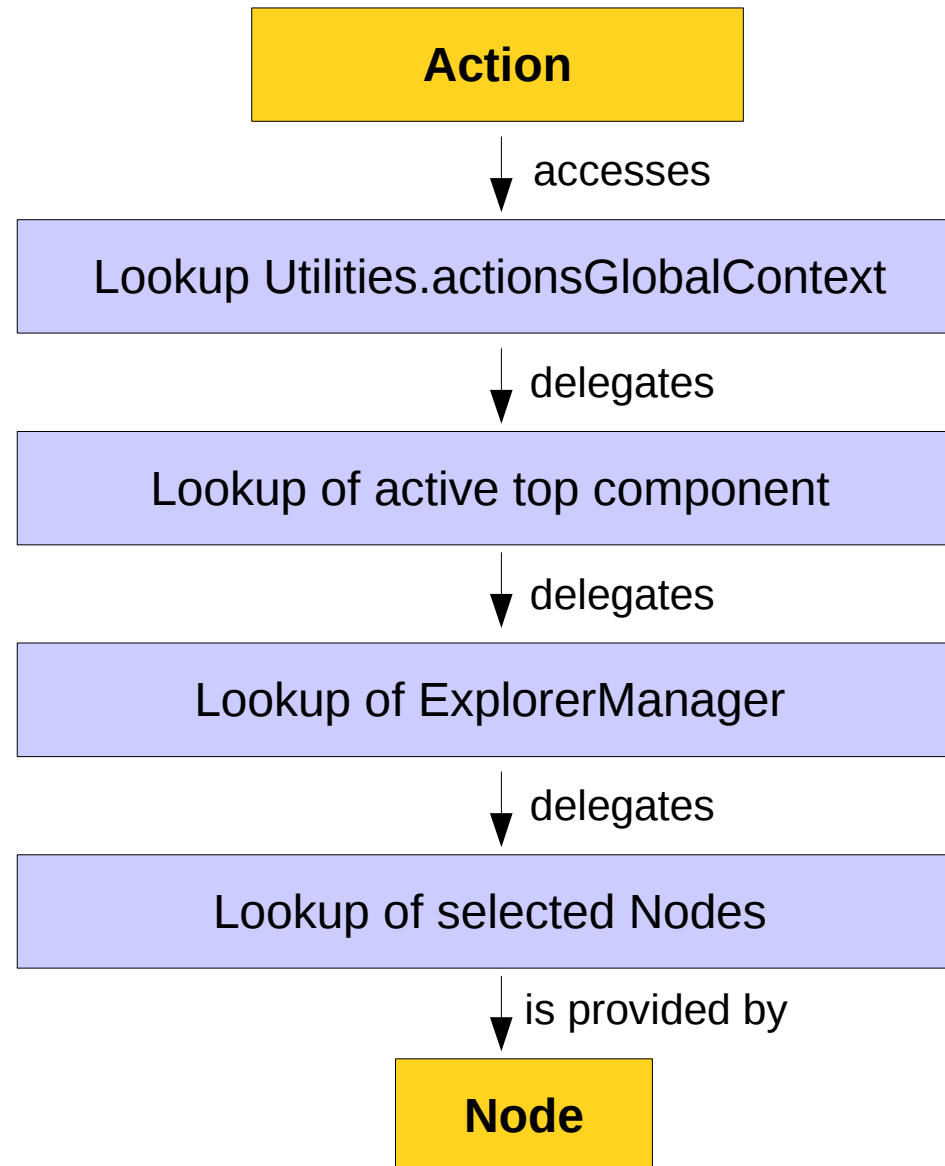 Action
accesses
Lookup Utilities.actionsGlobalContext
delegates
Lookup of active top component
delegates
Lookup of ExplorerManager
delegates
Lookup of selected Nodes
is provided by
Node